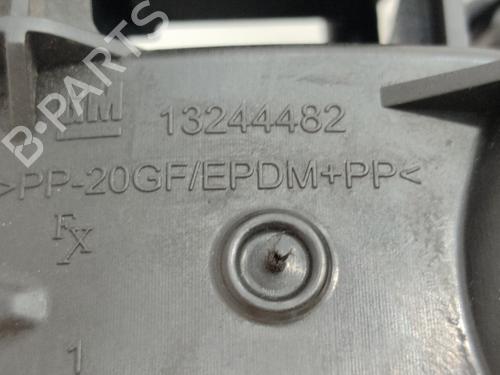 B-PARTS
GM 13244482
>PP-20GF/EPDM+PP<
FX
1